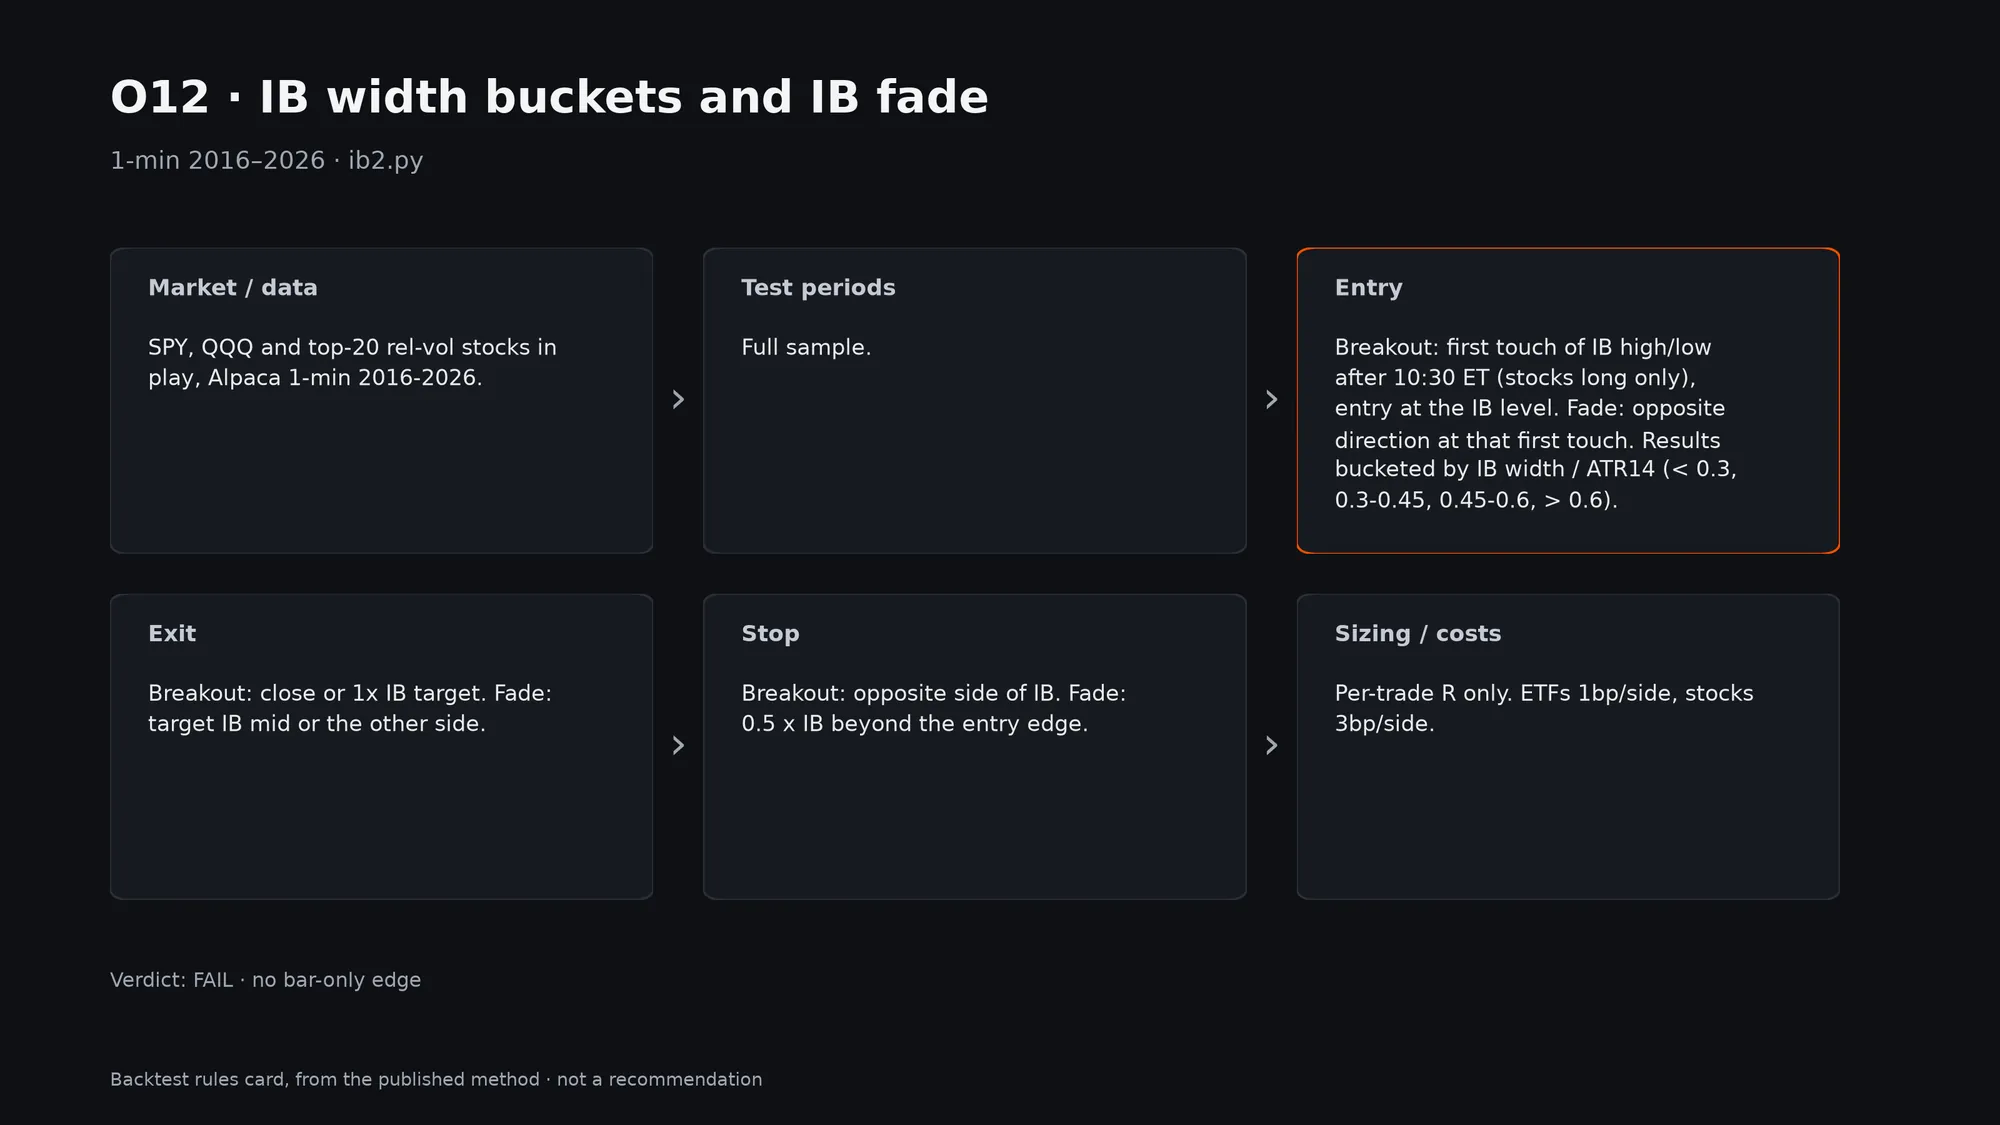 O12 · IB width buckets and IB fade
1-min 2016–2026 · ib2.py
Market / data
SPY, QQQ and top-20 rel-vol stocks in
play, Alpaca 1-min 2016-2026.
›
Test periods
Full sample.
›
Entry
Breakout: first touch of IB high/low
after 10:30 ET (stocks long only),
entry at the IB level. Fade: opposite
direction at that first touch. Results
bucketed by IB width / ATR14 (< 0.3,
0.3-0.45, 0.45-0.6, > 0.6).
Exit
Breakout: close or 1x IB target. Fade:
target IB mid or the other side.
›
Stop
Breakout: opposite side of IB. Fade:
0.5 x IB beyond the entry edge.
›
Sizing / costs
Per-trade R only. ETFs 1bp/side, stocks
3bp/side.
Verdict: FAIL · no bar-only edge
Backtest rules card, from the published method · not a recommendation